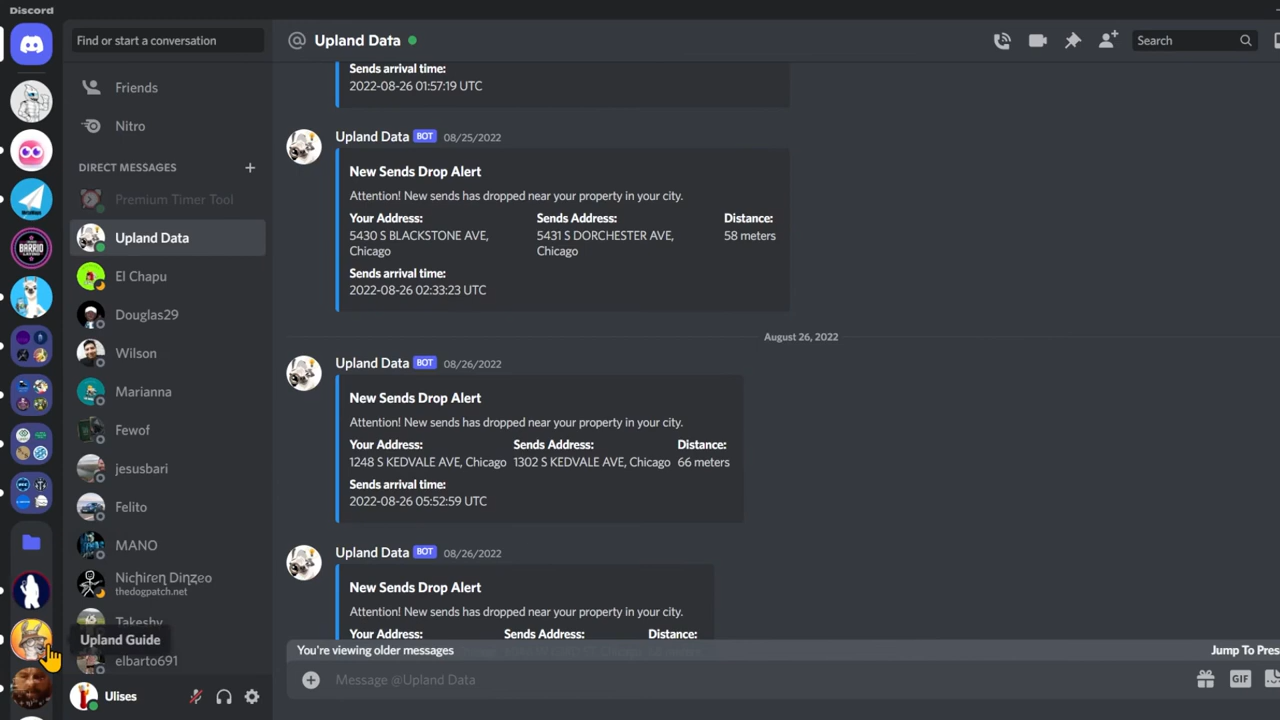 Discord
Find or start a conversation
Friends
Nitro
DIRECT MESSAGES
Premium Timer Tool
Upland Data
El Chapu
Douglas29
Wilson
Marianna
Fewof
jesusbari
Felito
MANO
thedogpatch.net
Takeshy
Upland Guide
elbarto691
Ulises
Upland Data
Search
Sends arrival time:
2022-08-26 01:57:19 UTC
Upland Data BOT 08/25/2022
New Sends Drop Alert
Attention! New sends has dropped near your property in your city.
Your Address: Sends Address: Distance:
5430 S BLACKSTONE AVE, 5431 S DORCHESTER AVE, 58 meters
Chicago Chicago
Sends arrival time:
2022-08-26 02:33:23 UTC
August 26, 2022
Upland Data BOT 08/26/2022
New Sends Drop Alert
Attention! New sends has dropped near your property in your city.
Your Address: Sends Address: Distance:
1248 S KEDVALE AVE, Chicago 1302 S KEDVALE AVE, Chicago 66 meters
Sends arrival time:
2022-08-26 05:52:59 UTC
Upland Data BOT 08/26/2022
New Sends Drop Alert
Attention! New sends has dropped near your property in your city.
Your Address: Sends Address: Distance:
You're viewing older messages Jump To Pres
Message @Upland Data
GIF